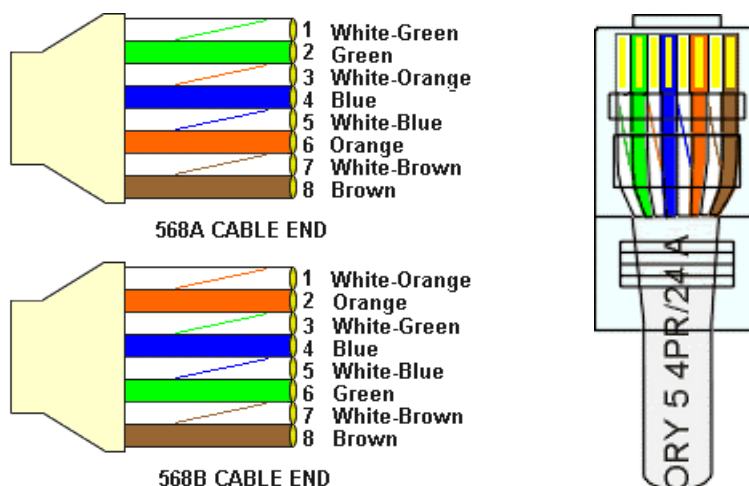 1 White-Green
2 Green
3 White-Orange
4 Blue
5 White-Blue
6 Orange
7 White-Brown
8 Brown
568A CABLE END
1 White-Orange
2 Orange
3 White-Green
4 Blue
5 White-Blue
6 Green
7 White-Brown
8 Brown
568B CABLE END
ORY 5 4PR/24 A